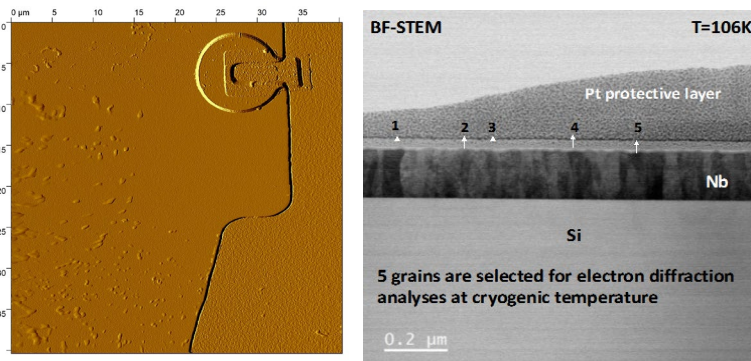 0 µm 5 10 15 20 25 30 35
0
5
10
15
20
25
30
35
BF-STEM T=106K
Pt protective layer
1 2 3 4 5
Nb
Si
5 grains are selected for electron diffraction
analyses at cryogenic temperature
0.2 µm